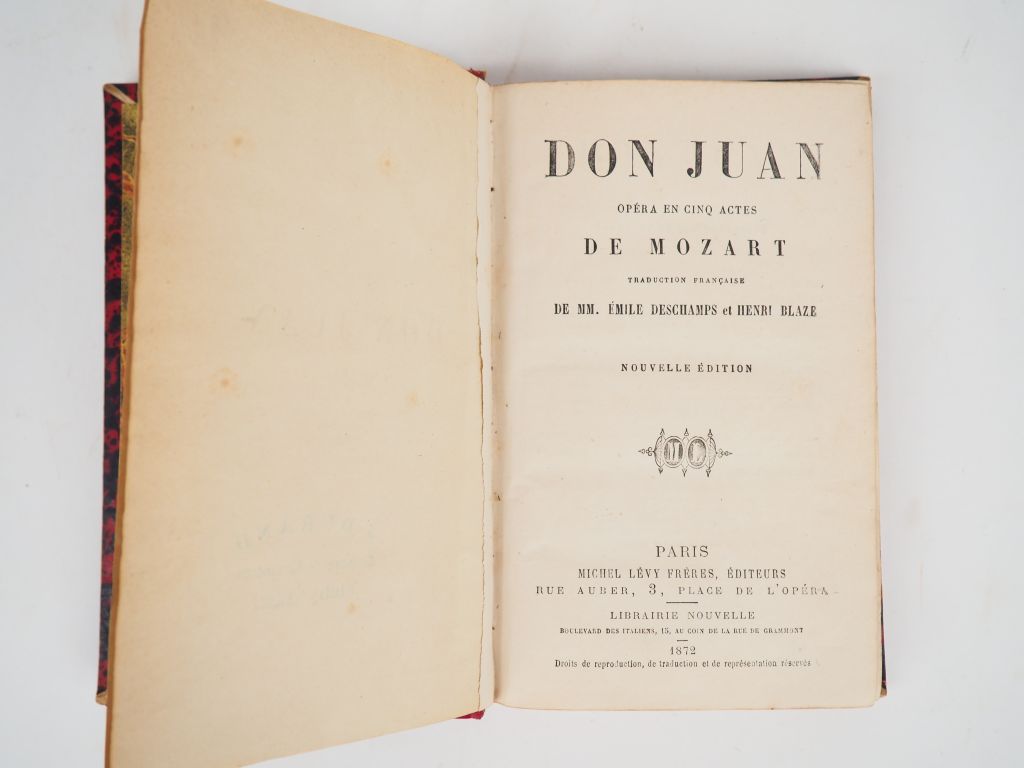 DON JUAN
OPÉRA EN CINQ ACTES
DE MOZART
TRADUCTION FRANÇAISE
DE MM. ÉMILE DESCHAMPS et HENRI BLAZE
NOUVELLE ÉDITION
PARIS
MICHEL LÉVY FRÈRES, ÉDITEURS
RUE AUBER, 3, PLACE DE L'OPÉRA
LIBRAIRIE NOUVELLE
BOULEVARD DES ITALIENS, 15, AU COIN DE LA RUE DE GRAMMONT
1872
Droits de reproduction, de traduction et de représentation réservés